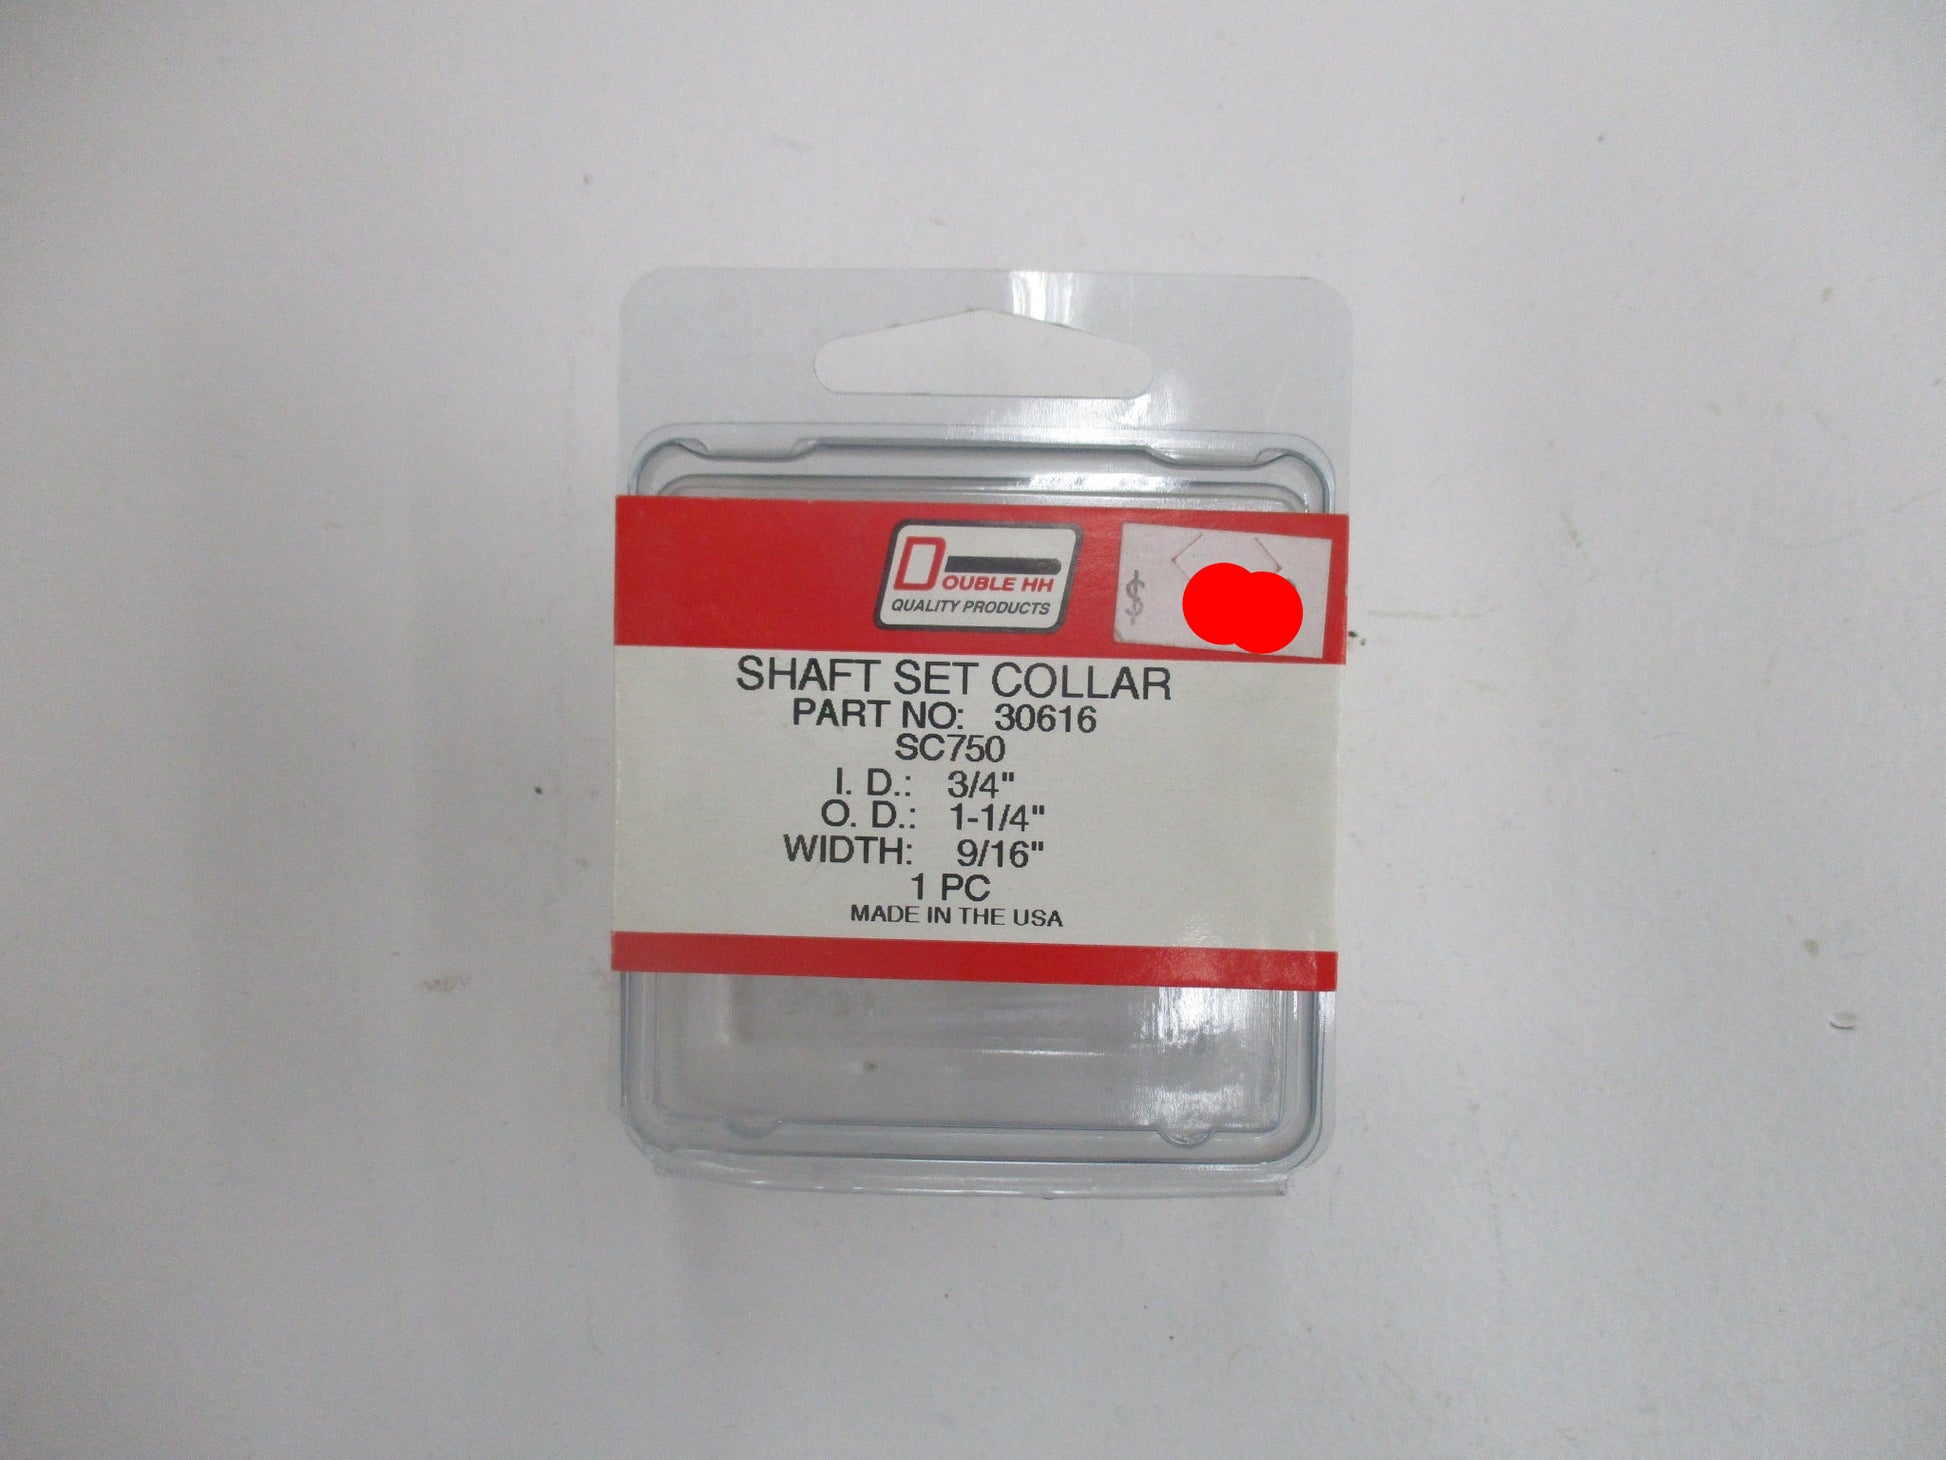 DOUBLE HH
QUALITY PRODUCTS
$
SHAFT SET COLLAR
PART NO: 30616
SC750
I. D.: 3/4"
O. D.: 1-1/4"
WIDTH: 9/16"
1 PC
MADE IN THE USA